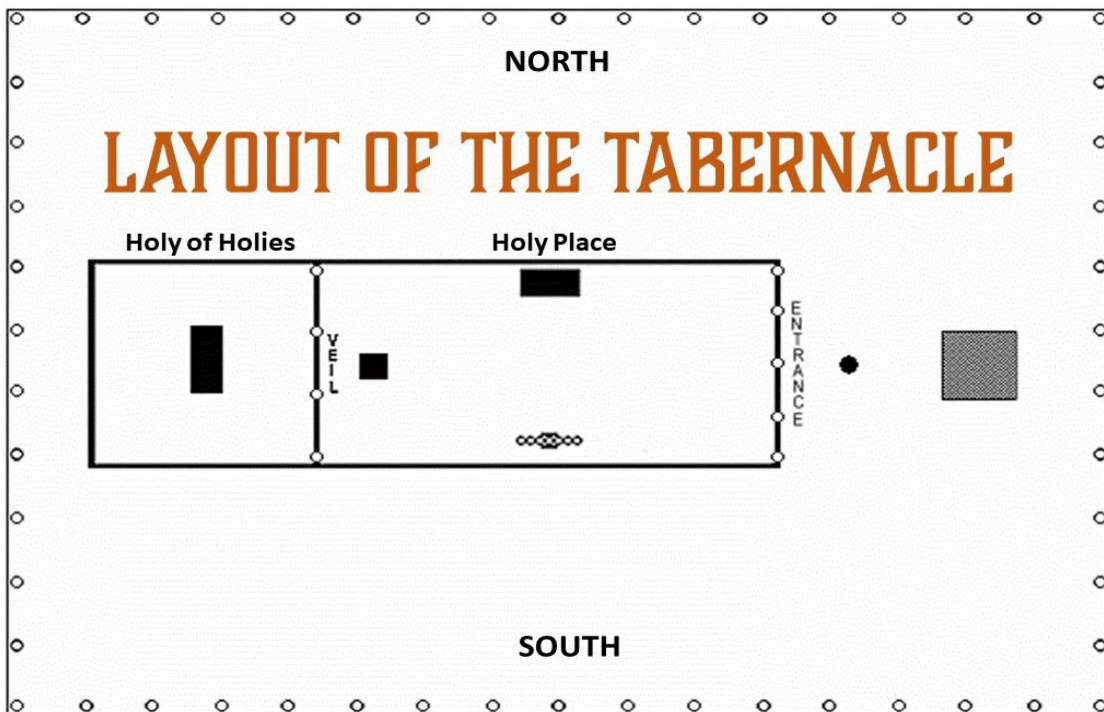 NORTH
LAYOUT OF THE TABERNACLE
Holy of Holies
Holy Place
VEIL
ENTRANCE
SOUTH